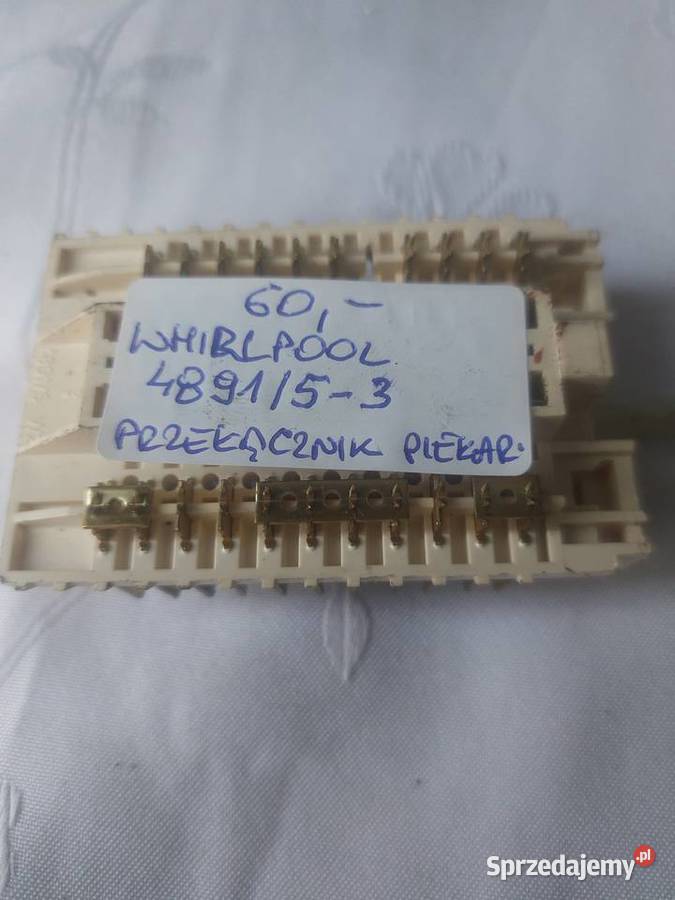 60,-
WHIRLPOOL
4891/5-3
PRZEŁĄCZNIK PIEKAR.
Sprzedajemy.pl